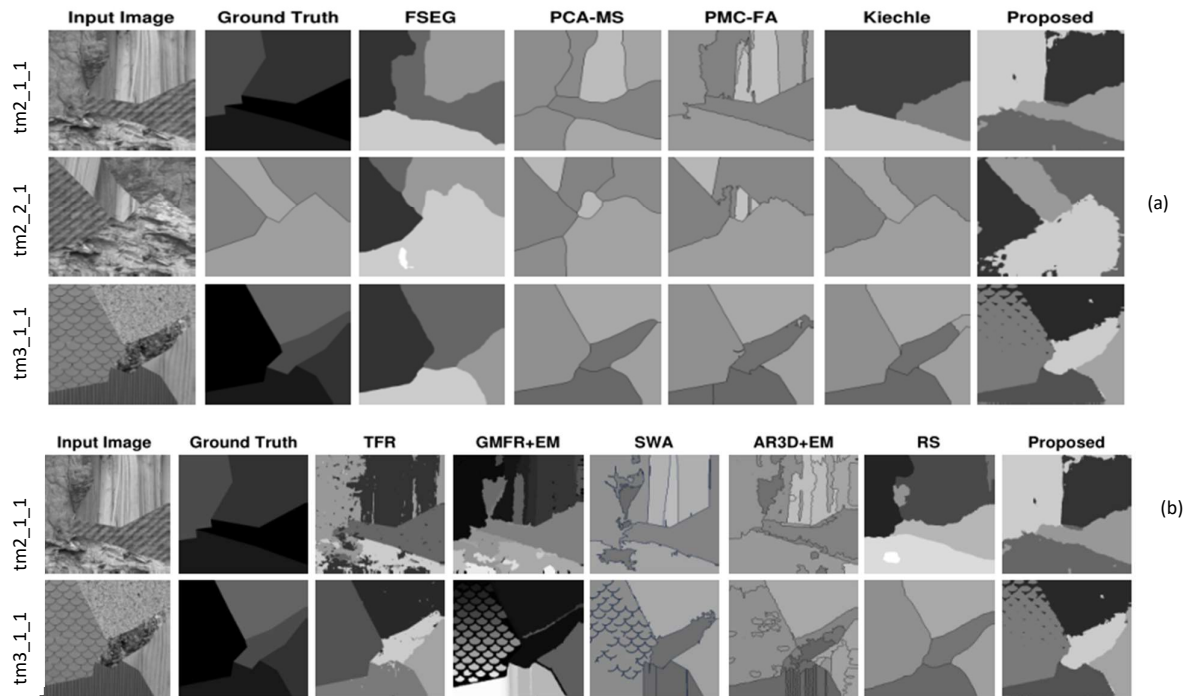 Input Image Ground Truth FSEG PCA-MS PMC-FA Kiechle Proposed
tm2_1_1
tm2_2_1
(a)
tm3_1_1
Input Image Ground Truth TFR GMFR+EM SWA AR3D+EM RS Proposed
tm2_1_1
(b)
tm3_1_1